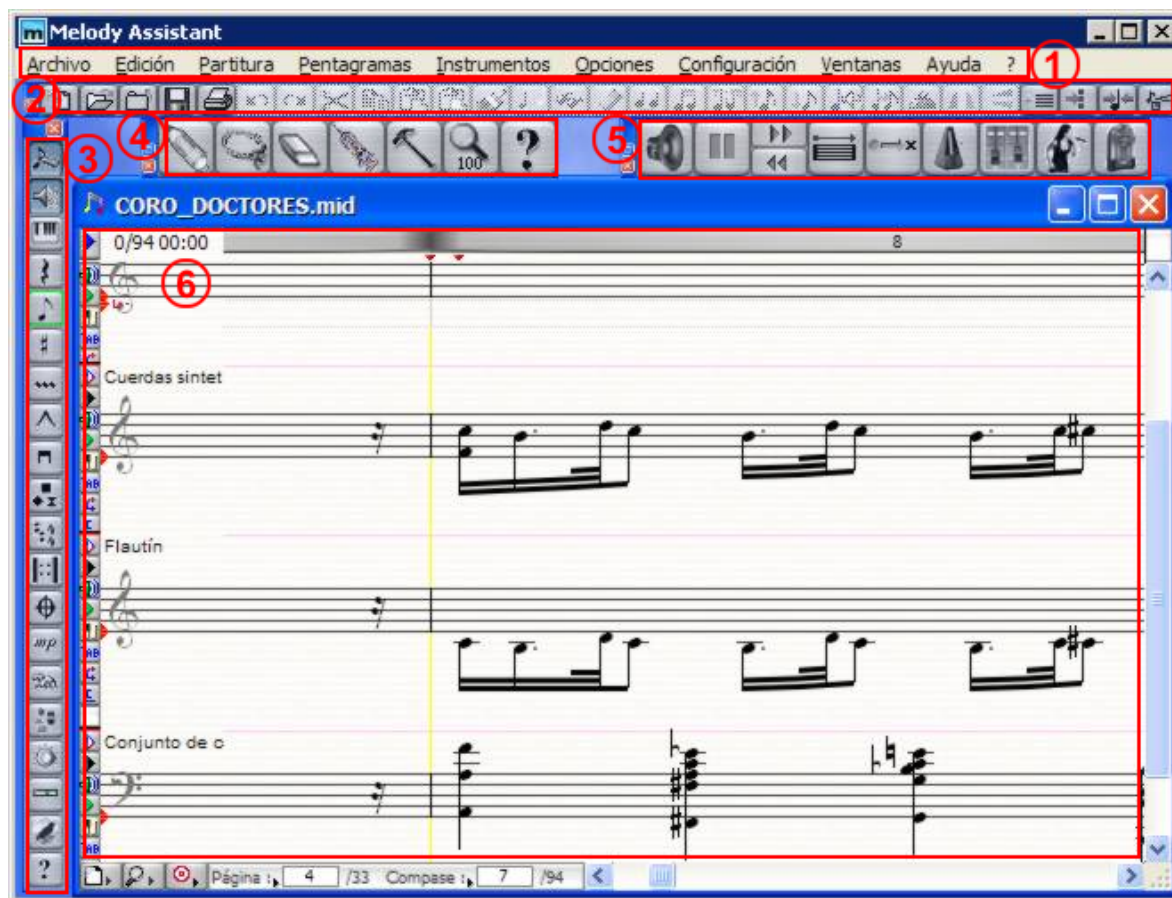 Melody Assistant
Archivo Edición Partitura Pentagramas Instrumentos Opciones Configuración Ventanas Ayuda ?
1
2
3
4
5
100
?
CORO_DOCTORES.mid
0/94 00:00
8
6
Cuerdas sintet
Flautín
Conjunto de c
mp
?
Página : 4 /33 Compase : 7 /94